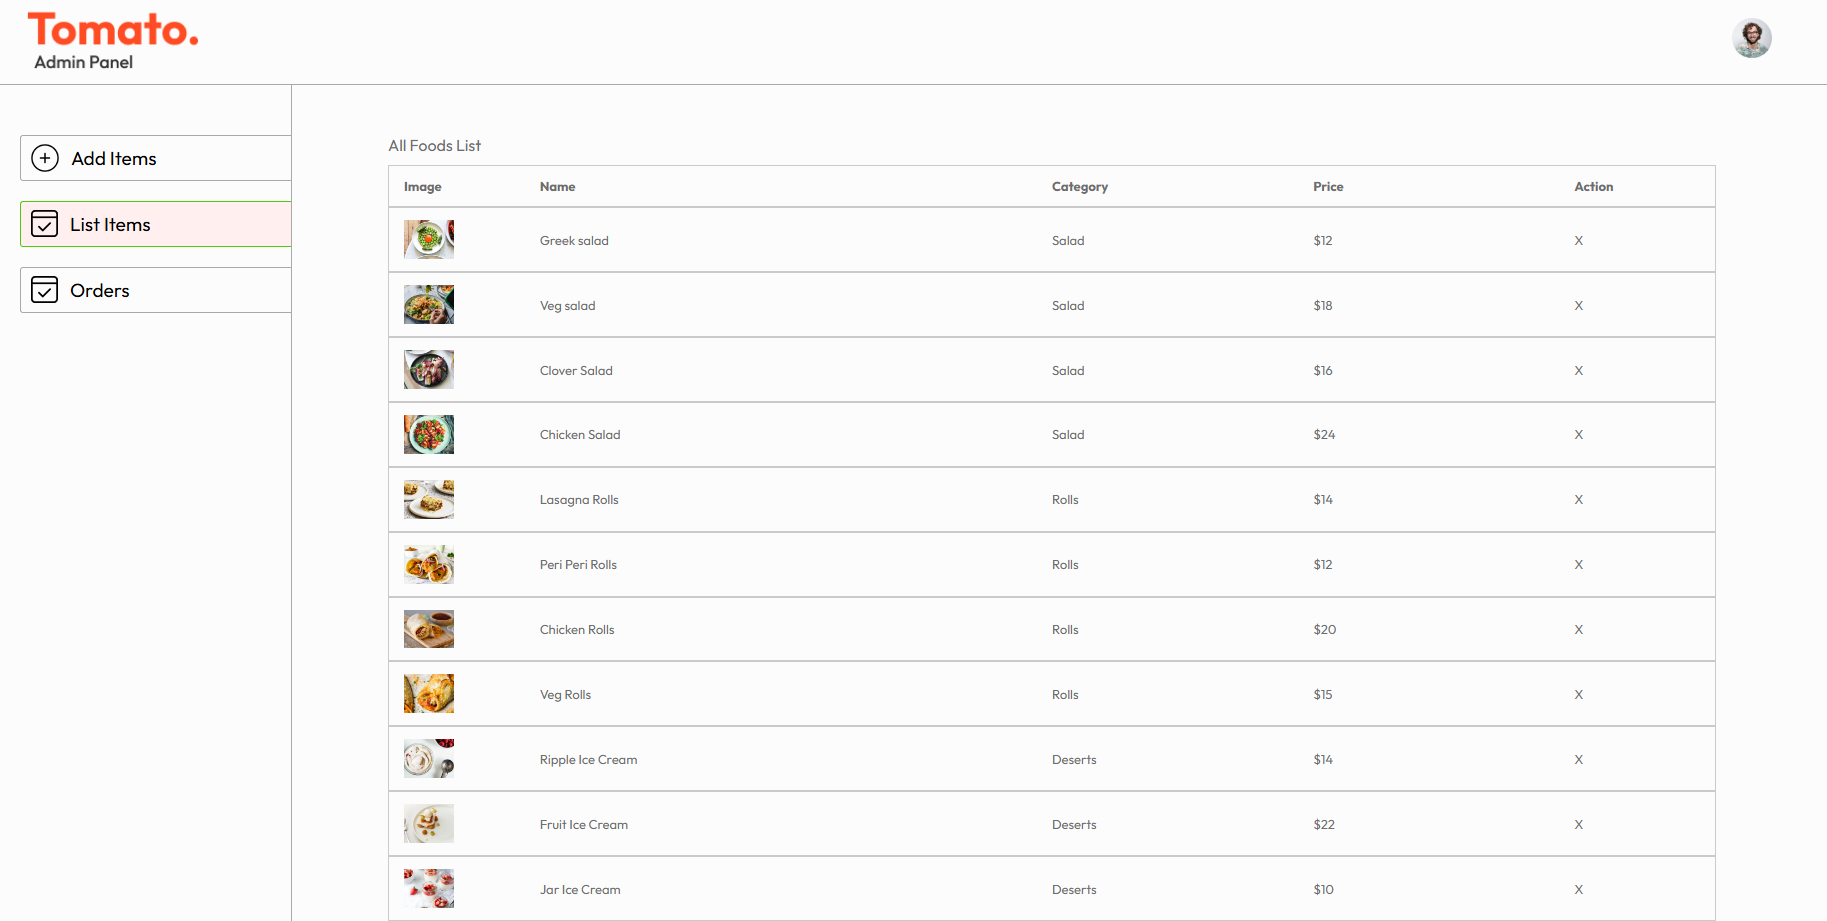 Tomato.
Admin Panel
Add Items
List Items
Orders
All Foods List
Image Name Category Price Action
Greek salad Salad $12 X
Veg salad Salad $18 X
Clover Salad Salad $16 X
Chicken Salad Salad $24 X
Lasagna Rolls Rolls $14 X
Peri Peri Rolls Rolls $12 X
Chicken Rolls Rolls $20 X
Veg Rolls Rolls $15 X
Ripple Ice Cream Deserts $14 X
Fruit Ice Cream Deserts $22 X
Jar Ice Cream Deserts $10 X